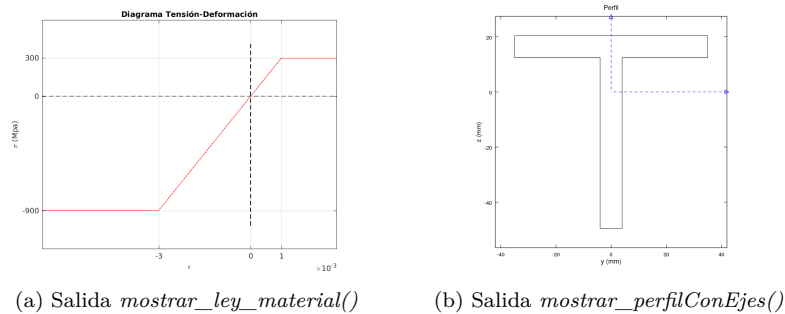 Diagrama Tensión-Deformación
300
0
-900
σ (Mpa)
-3
0
1
×10⁻³
ϵ
Perfil
20
0
-20
-40
z (mm)
-40
-20
0
20
40
y (mm)
(a) Salida mostrar_ley_material()
(b) Salida mostrar_perfilConEjes()